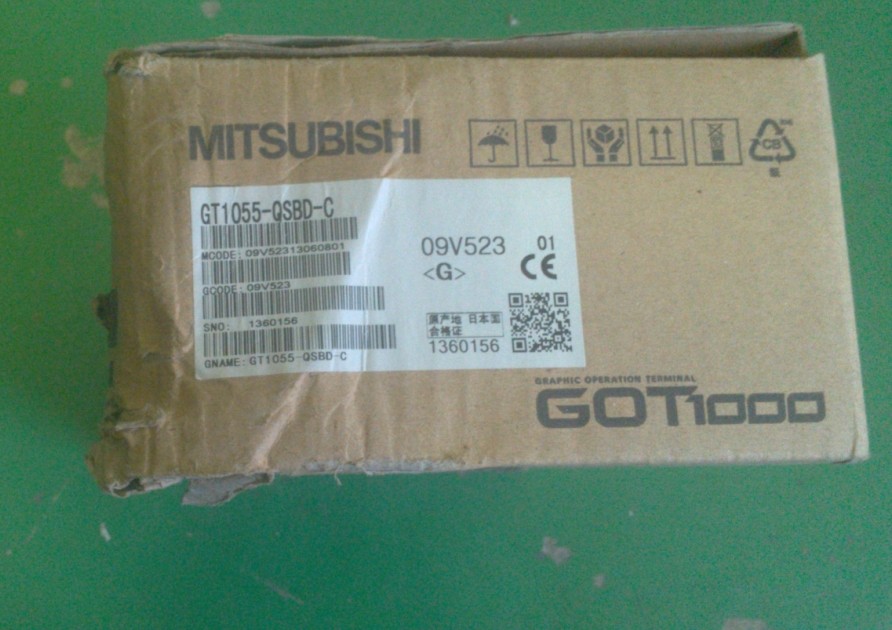 MITSUBISHI
GT1055-QSBD-C
MCODE: 09V52313060801
GCODE: 09V523
SNO: 1360156
GNAME: GT1055-QSBD-C
09V523 01
<G> CE
原产地 日本国
合格证
1360156
GRAPHIC OPERATION TERMINAL
GOT1000